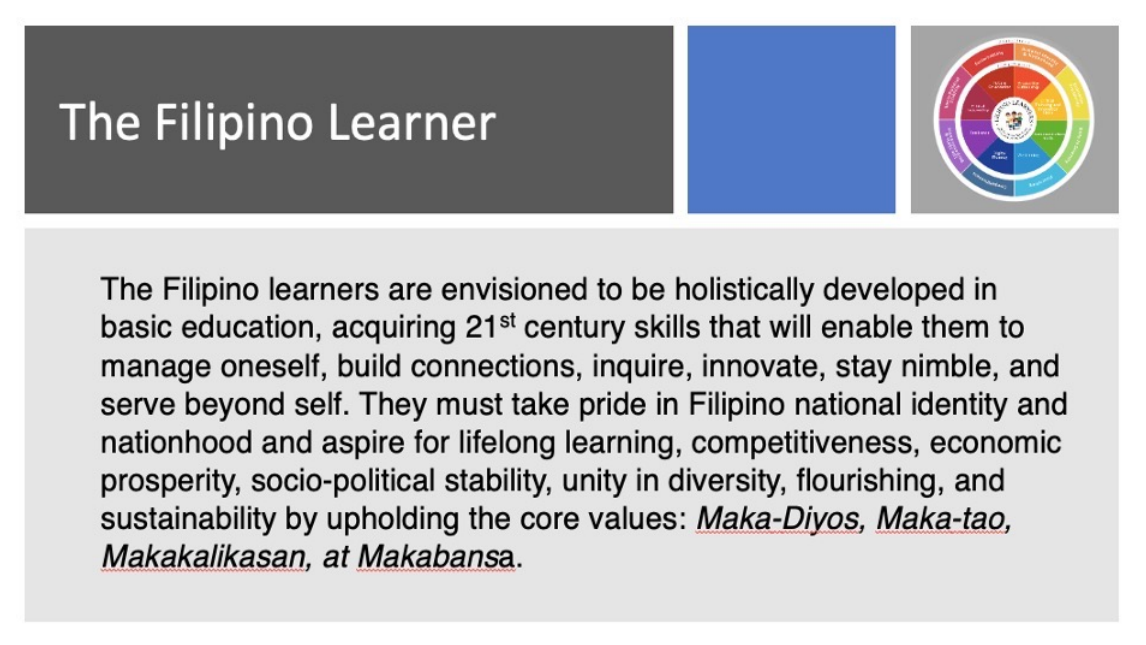 The Filipino Learner
The Filipino learners are envisioned to be holistically developed in
basic education, acquiring 21st century skills that will enable them to
manage oneself, build connections, inquire, innovate, stay nimble, and
serve beyond self. They must take pride in Filipino national identity and
nationhood and aspire for lifelong learning, competitiveness, economic
prosperity, socio-political stability, unity in diversity, flourishing, and
sustainability by upholding the core values: Maka-Diyos, Maka-tao,
Makakalikasan, at Makabansa.